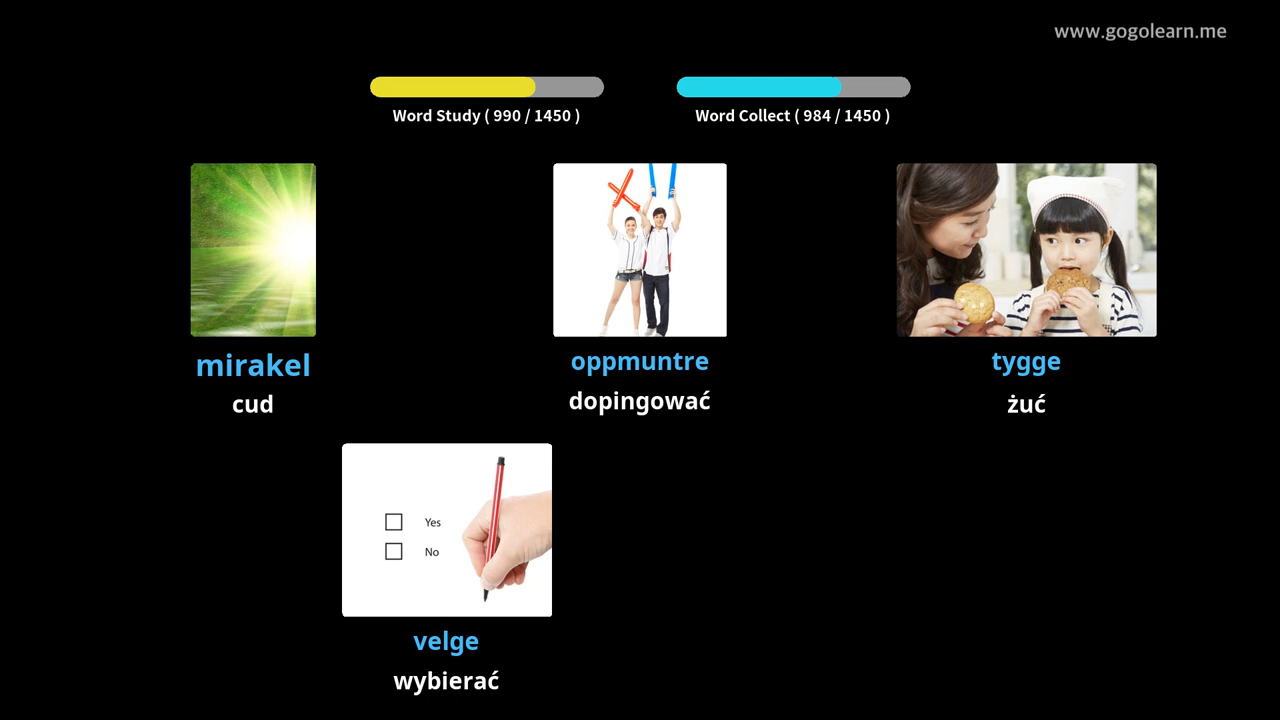 www.gogolearn.me
Word Study ( 990 / 1450 )
Word Collect ( 984 / 1450 )
mirakel
cud
oppmuntre
dopingować
tygge
żuć
Yes
No
velge
wybierać